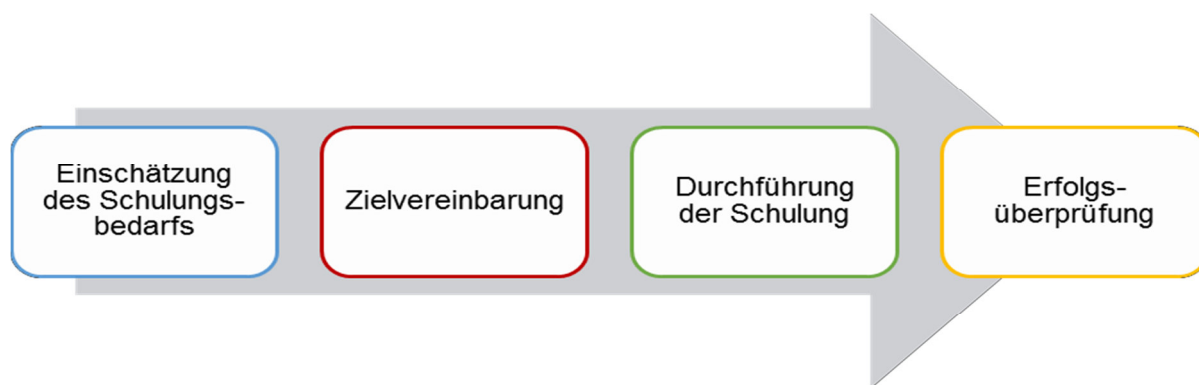 Einschätzung
des Schulungs-
bedarfs
Zielvereinbarung
Durchführung
der Schulung
Erfolgs-
überprüfung